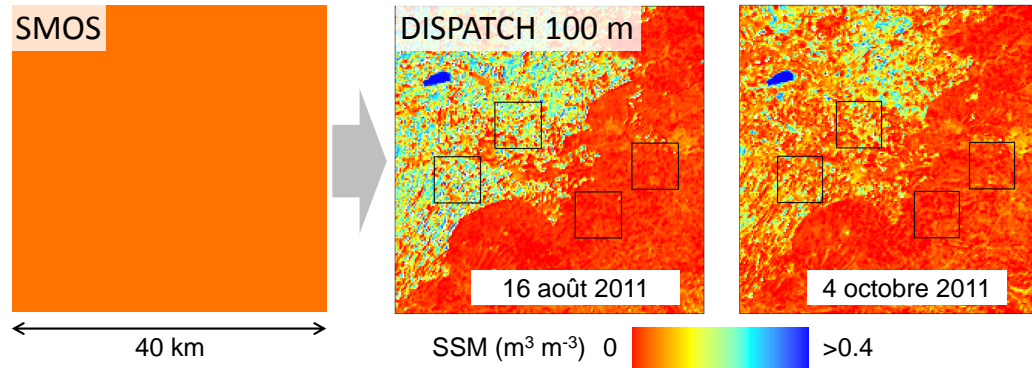 SMOS
DISPATCH 100 m
16 août 2011
4 octobre 2011
40 km
SSM (m³ m⁻³) 0 >0.4